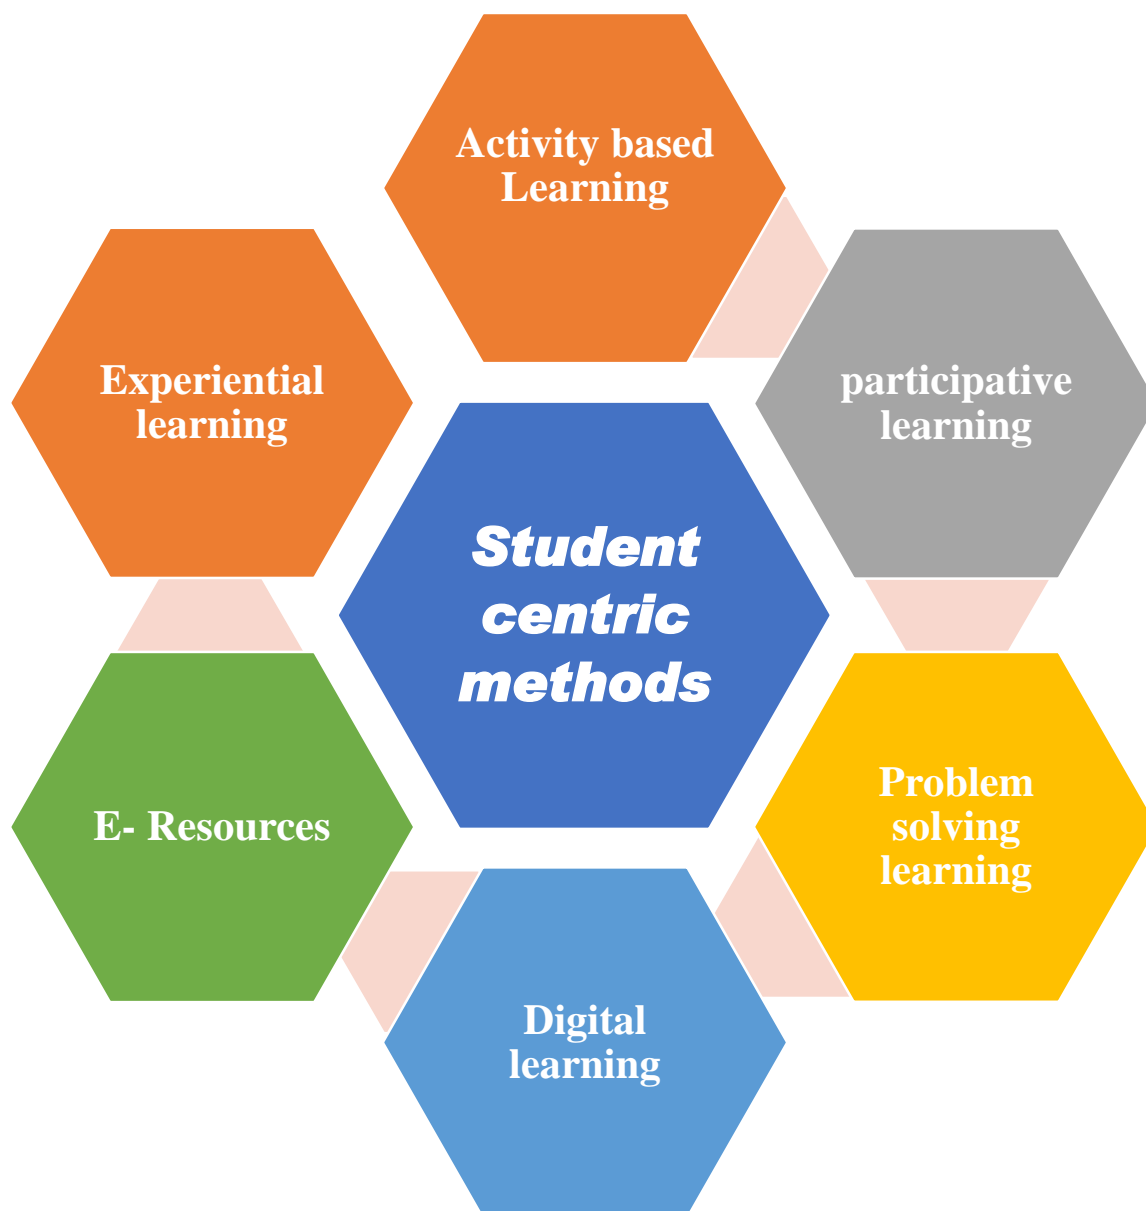 Activity based
Learning
Experiential
learning
participative
learning
Student
centric
methods
E- Resources
Problem
solving
learning
Digital
learning